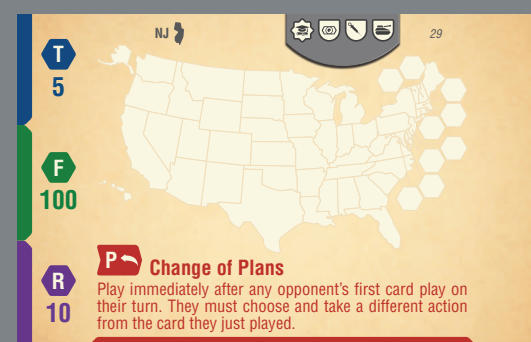 NJ
29
T
5
F
100
R
10
P
Change of Plans
Play immediately after any opponent's first card play on
their turn. They must choose and take a different action
from the card they just played.